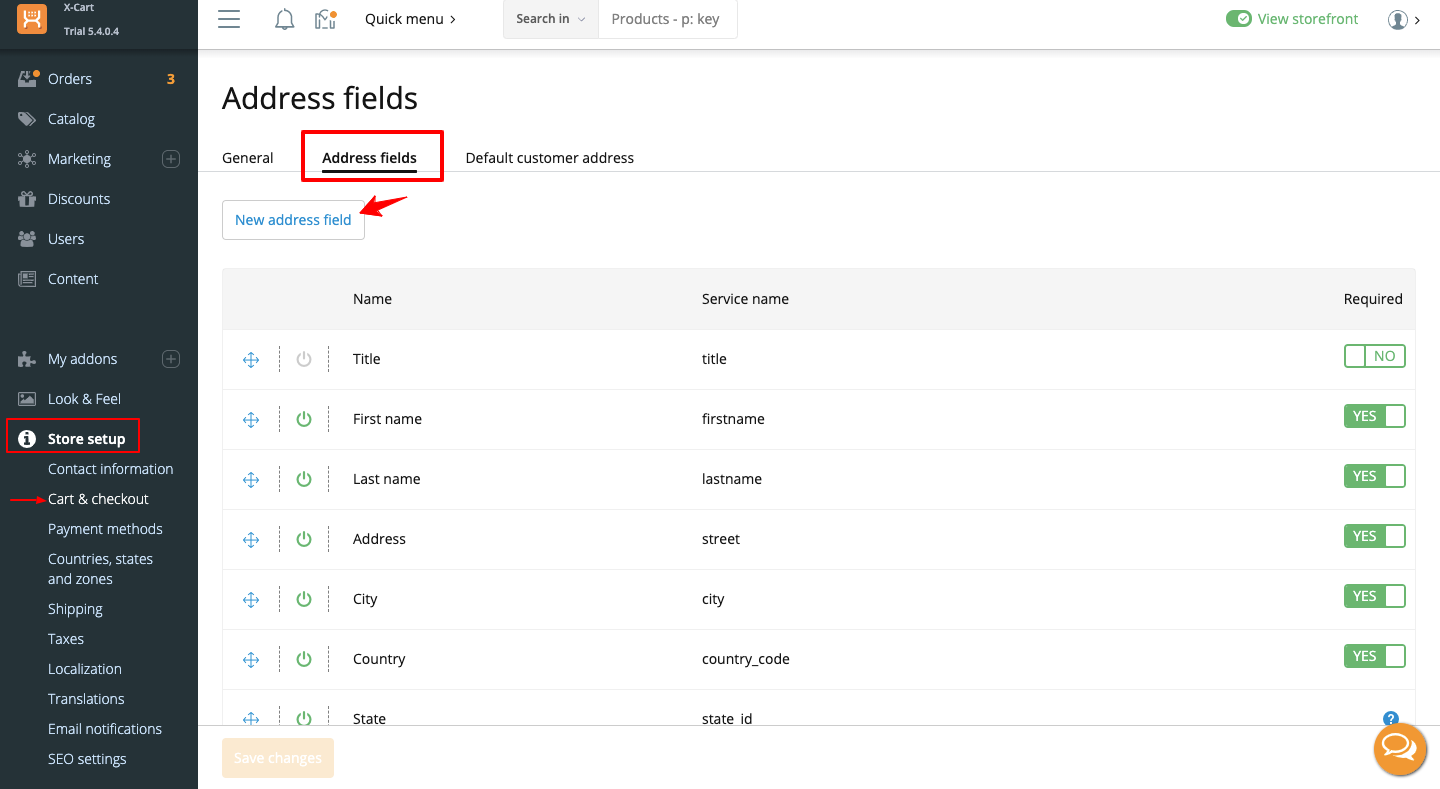 X-Cart
Trial 5.4.0.4
Quick menu
Search in
Products - p: key
View storefront
Orders 3
Catalog
Marketing
Discounts
Users
Content
My addons
Look & Feel
Store setup
Contact information
Cart & checkout
Payment methods
Countries, states
and zones
Shipping
Taxes
Localization
Translations
Email notifications
SEO settings
Address fields
General Address fields Default customer address
New address field
Name Service name Required
Title title NO
First name firstname YES
Last name lastname YES
Address street YES
City city YES
Country country_code YES
State state_id ?
Save changes